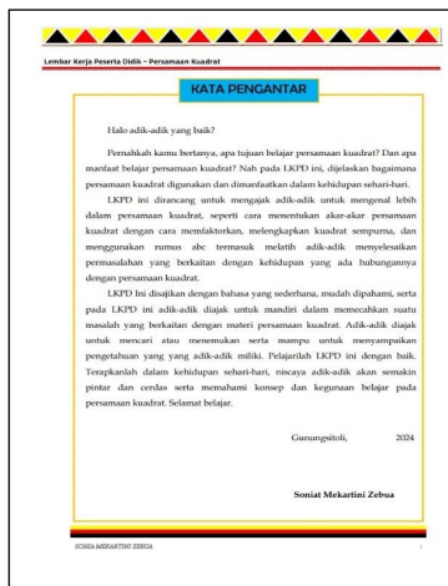 Lembar Kerja Peserta Didik – Persamaan Kuadrat
KATA PENGANTAR
Halo adik-adik yang baik?
Pernahkah kamu bertanya, apa tujuan belajar persamaan kuadrat? Dan apa
manfaat belajar persamaan kuadrat? Nah pada LKPD ini, dijelaskan bagaimana
persamaan kuadrat digunakan dan dimanfaatkan dalam kehidupan sehari-hari.
LKPD ini dirancang untuk mengajak adik-adik untuk mengenal lebih
dalam persamaan kuadrat, seperti cara menentukan akar-akar persamaan
kuadrat dengan cara memfaktorkan, melengkapkan kuadrat sempurna, dan
menggunakan rumus abc termasuk melatih adik-adik menyelesaikan
permasalahan yang berkaitan dengan kehidupan yang ada hubungannya
dengan persamaan kuadrat.
LKPD Ini disajikan dengan bahasa yang sederhana, mudah dipahami, serta
pada LKPD ini adik-adik diajak untuk mandiri dalam memecahkan suatu
masalah yang berkaitan dengan materi persamaan kuadrat. Adik-adik diajak
untuk mencari atau menemukan serta mampu untuk menyampaikan
pengetahuan yang yang adik-adik miliki. Pelajarilah LKPD ini dengan baik.
Terapkanlah dalam kehidupan sehari-hari, niscaya adik-adik akan semakin
pintar dan cerdas serta memahami konsep dan kegunaan belajar pada
persamaan kuadrat. Selamat belajar.
Gunungsitoli, 2024
Soniat Mekartini Zebua
SONIA MEKARTINI ZEBUA